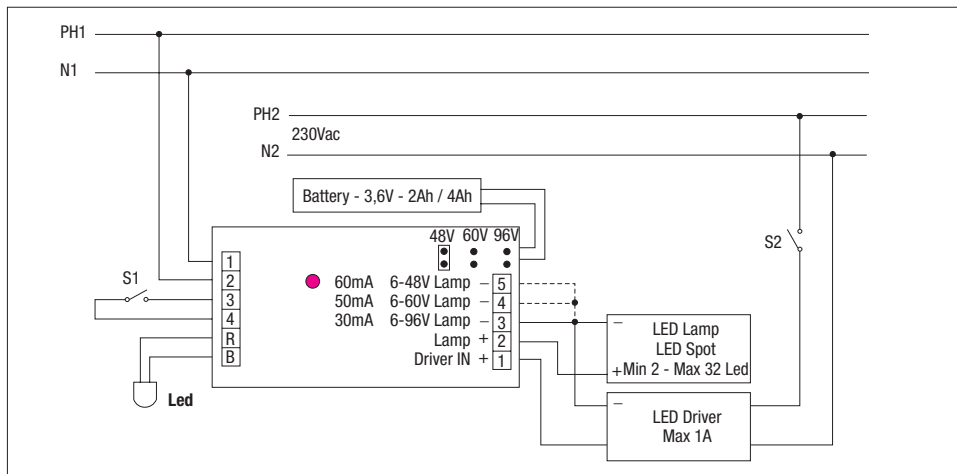 PH1
N1
PH2
230Vac
N2
Battery - 3,6V - 2Ah / 4Ah
48V 60V 96V
S2
S1
1
2
3
4
R
B
60mA 6-48V Lamp − 5
50mA 6-60V Lamp − 4
30mA 6-96V Lamp − 3
Lamp + 2
Driver IN + 1
Led
− LED Lamp
LED Spot
+ Min 2 - Max 32 Led
− LED Driver
Max 1A